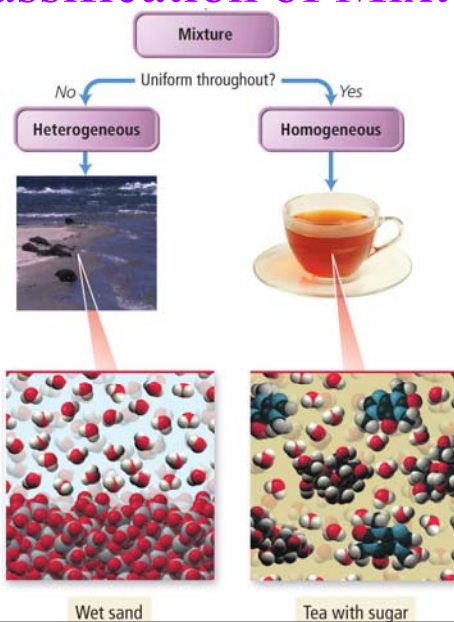 Mixture
Uniform throughout?
No
Yes
Heterogeneous
Homogeneous
Wet sand
Tea with sugar